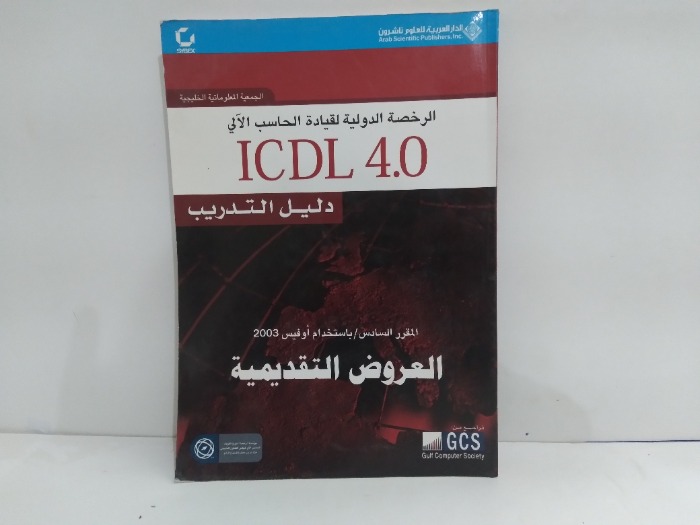 الدار العربية للعلوم ناشرون
Arab Scientific Publishers, Inc.
SYBEX
الجمعية المعلوماتية الخليجية
الرخصة الدولية لقيادة الحاسب الآلي
ICDL 4.0
دليل التدريب
المقرر السادس/باستخدام أوفيس 2003
العروض التقديمية
GCS
Gulf Computer Society